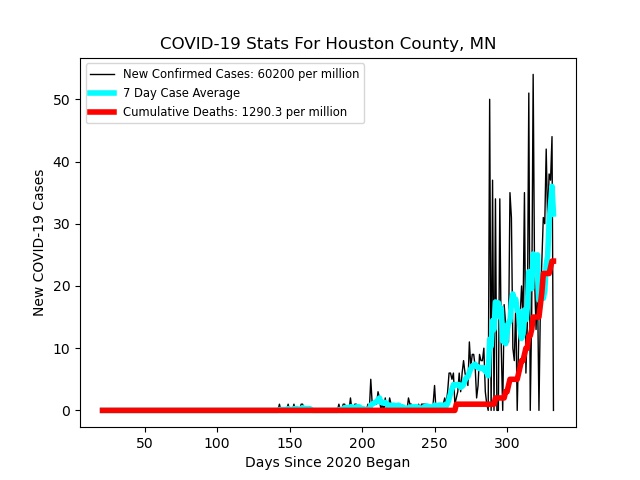 COVID-19 Stats For Houston County, MN
New Confirmed Cases: 60200 per million
7 Day Case Average
Cumulative Deaths: 1290.3 per million
New COVID-19 Cases
50
40
30
20
10
0
50 100 150 200 250 300
Days Since 2020 Began